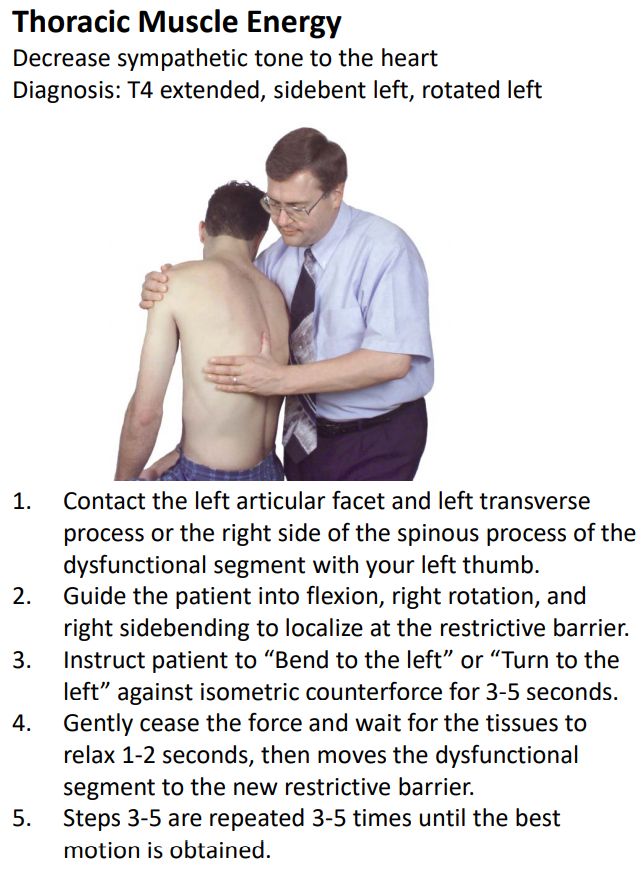 Thoracic Muscle Energy
Decrease sympathetic tone to the heart
Diagnosis: T4 extended, sidebent left, rotated left
1. Contact the left articular facet and left transverse
process or the right side of the spinous process of the
dysfunctional segment with your left thumb.
2. Guide the patient into flexion, right rotation, and
right sidebending to localize at the restrictive barrier.
3. Instruct patient to “Bend to the left” or “Turn to the
left” against isometric counterforce for 3-5 seconds.
4. Gently cease the force and wait for the tissues to
relax 1-2 seconds, then moves the dysfunctional
segment to the new restrictive barrier.
5. Steps 3-5 are repeated 3-5 times until the best
motion is obtained.